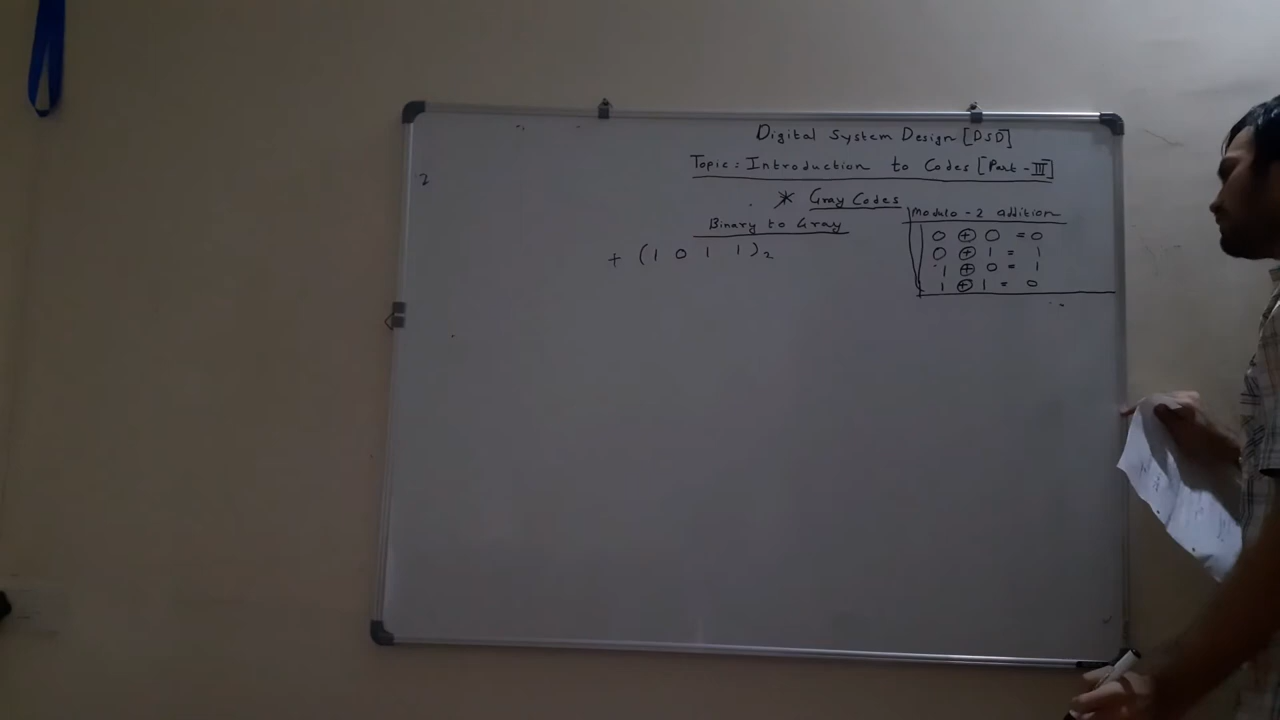 Digital System Design [DSD]
Topic: Introduction to Codes [Part-III]
* Gray Codes
Binary to Gray
+ (1 0 1 1)2
Modulo-2 addition
0 ⊕ 0 = 0
0 ⊕ 1 = 1
1 ⊕ 0 = 1
1 ⊕ 1 = 0